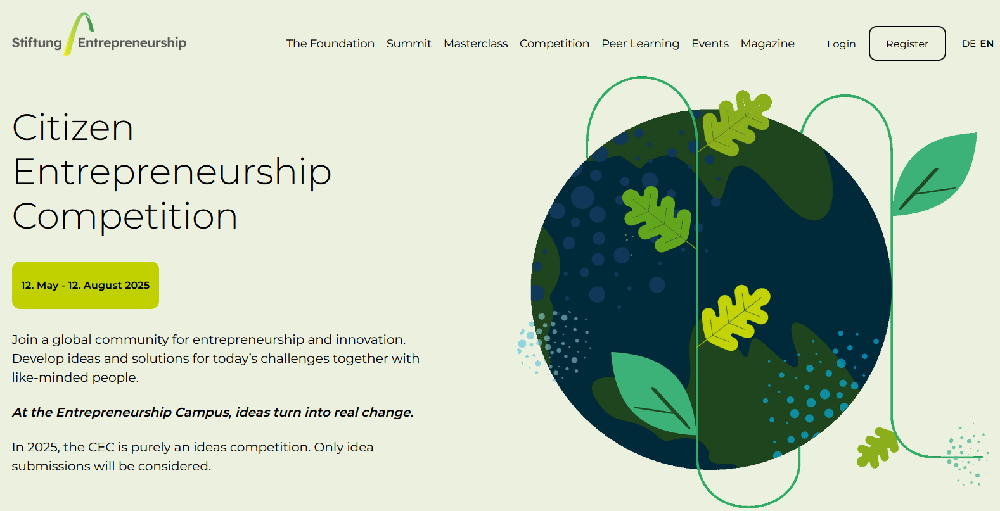 Stiftung Entrepreneurship
The Foundation Summit Masterclass Competition Peer Learning Events Magazine Login Register DE EN
Citizen
Entrepreneurship
Competition
12. May - 12. August 2025
Join a global community for entrepreneurship and innovation.
Develop ideas and solutions for today’s challenges together with
like-minded people.
At the Entrepreneurship Campus, ideas turn into real change.
In 2025, the CEC is purely an ideas competition. Only idea
submissions will be considered.